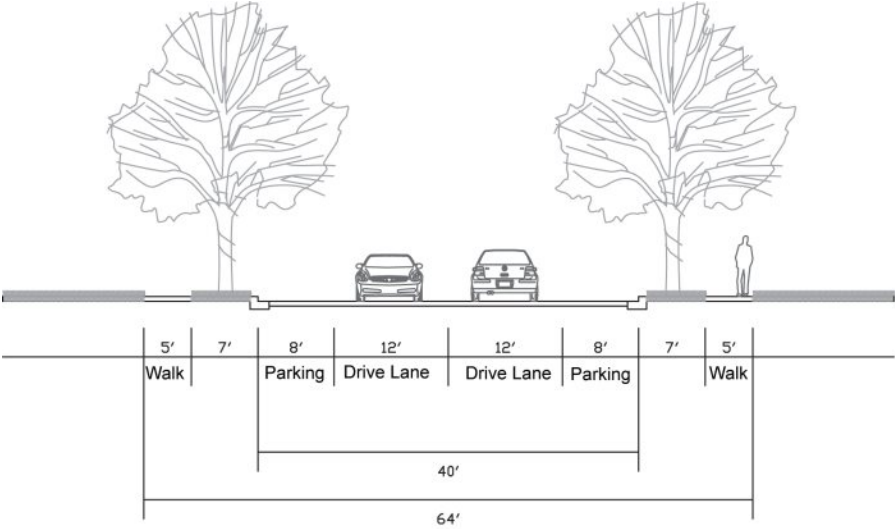 5′ 7′ 8′ 12′ 12′ 8′ 7′ 5′
Walk Parking Drive Lane Drive Lane Parking Walk
40′
64′